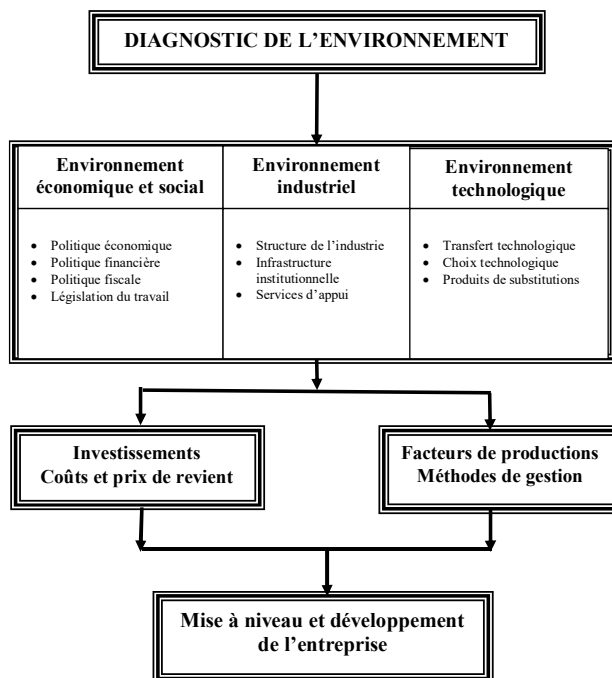 DIAGNOSTIC DE L’ENVIRONNEMENT
Environnement
économique et social
Environnement
industriel
Environnement
technologique
• Politique économique
• Politique financière
• Politique fiscale
• Législation du travail
• Structure de l’industrie
• Infrastructure
institutionnelle
• Services d’appui
• Transfert technologique
• Choix technologique
• Produits de substitutions
Investissements
Coûts et prix de revient
Facteurs de productions
Méthodes de gestion
Mise à niveau et développement
de l’entreprise